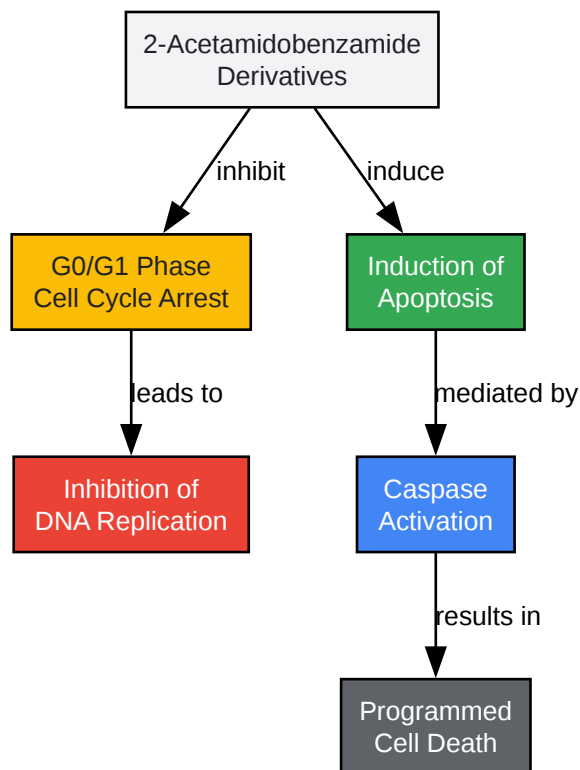 2-Acetamidobenzamide
Derivatives
inhibit
induce
G0/G1 Phase
Cell Cycle Arrest
Induction of
Apoptosis
leads to
mediated by
Inhibition of
DNA Replication
Caspase
Activation
results in
Programmed
Cell Death